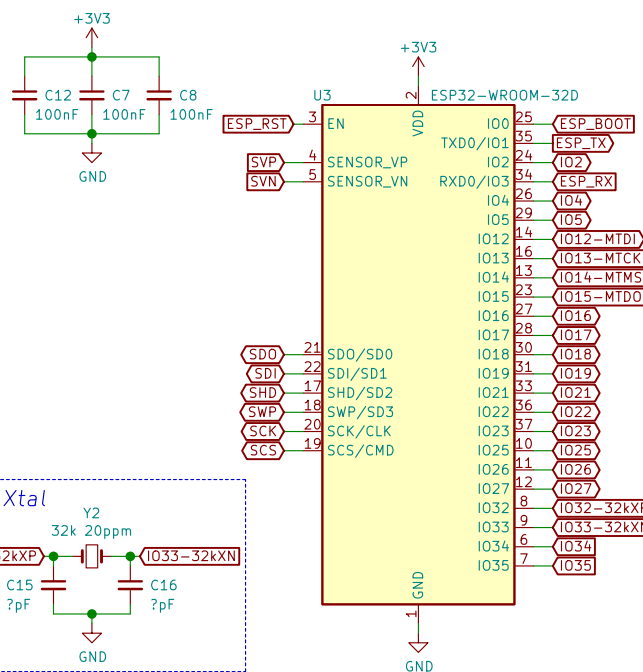 +3V3
C12
100nF
C7
100nF
C8
100nF
GND
+3V3
U3
ESP32-WROOM-32D
2
VDD
ESP_RST 3 EN
SVP 4 SENSOR_VP
SVN 5 SENSOR_VN
SDO 21 SDO/SD0
SDI 22 SDI/SD1
SHD 17 SHD/SD2
SWP 18 SWP/SD3
SCK 20 SCK/CLK
SCS 19 SCS/CMD
IO0 25 ESP_BOOT
TXD0/IO1 35 ESP_TX
IO2 24 IO2
RXD0/IO3 34 ESP_RX
IO4 26 IO4
IO5 29 IO5
IO12 14 IO12-MTDI
IO13 16 IO13-MTCK
IO14 13 IO14-MTMS
IO15 23 IO15-MTDO
IO16 27 IO16
IO17 28 IO17
IO18 30 IO18
IO19 31 IO19
IO21 33 IO21
IO22 36 IO22
IO23 37 IO23
IO25 10 IO25
IO26 11 IO26
IO27 12 IO27
IO32 8 IO32-32kXP
IO33 9 IO33-32kXN
IO34 6 IO34
IO35 7 IO35
GND
1
GND
Xtal
Y2
32k 20ppm
2kXP
IO33-32kXN
C15
?pF
C16
?pF
GND